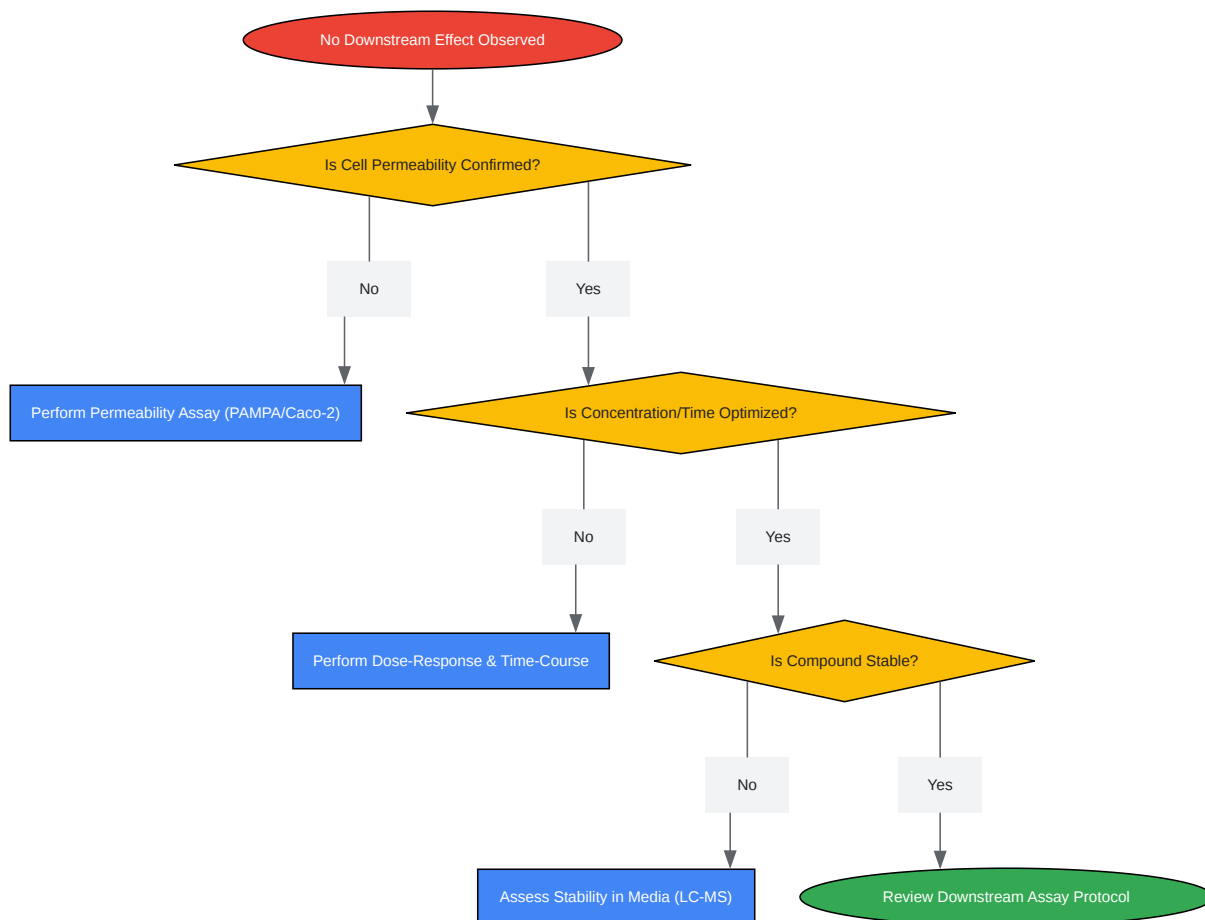 No Downstream Effect Observed
Is Cell Permeability Confirmed?
No
Yes
Perform Permeability Assay (PAMPA/Caco-2)
Is Concentration/Time Optimized?
No
Yes
Perform Dose-Response & Time-Course
Is Compound Stable?
No
Yes
Assess Stability in Media (LC-MS)
Review Downstream Assay Protocol